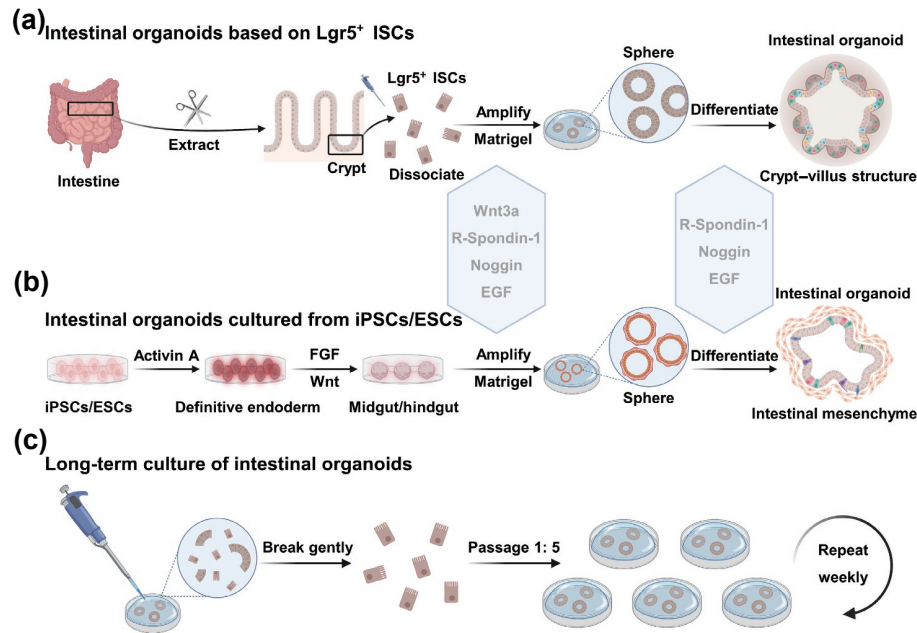 (a)
Intestinal organoids based on Lgr5⁺ ISCs
Intestine
Extract
Crypt
Lgr5⁺ ISCs
Dissociate
Amplify
Matrigel
Sphere
Differentiate
Intestinal organoid
Crypt–villus structure
Wnt3a
R-Spondin-1
Noggin
EGF
R-Spondin-1
Noggin
EGF
(b)
Intestinal organoids cultured from iPSCs/ESCs
iPSCs/ESCs
Activin A
Definitive endoderm
FGF
Wnt
Midgut/hindgut
Amplify
Matrigel
Sphere
Differentiate
Intestinal organoid
Intestinal mesenchyme
(c)
Long-term culture of intestinal organoids
Break gently
Passage 1: 5
Repeat
weekly